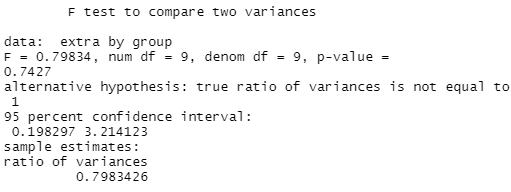 F test to compare two variances
data:  extra by group
F = 0.79834, num df = 9, denom df = 9, p-value =
0.7427
alternative hypothesis: true ratio of variances is not equal to
1
95 percent confidence interval:
0.198297 3.214123
sample estimates:
ratio of variances
0.7983426